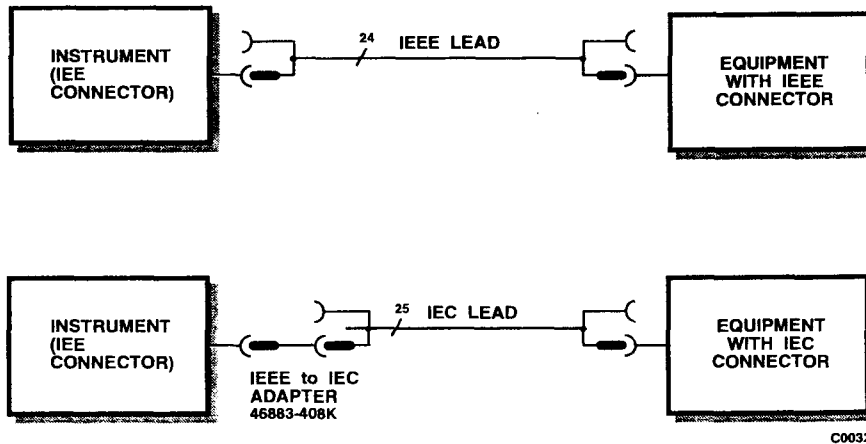 INSTRUMENT
(IEE
CONNECTOR)
24 IEEE LEAD
EQUIPMENT
WITH IEEE
CONNECTOR
INSTRUMENT
(IEE
CONNECTOR)
25 IEC LEAD
IEEE to IEC
ADAPTER
46883-408K
EQUIPMENT
WITH IEC
CONNECTOR